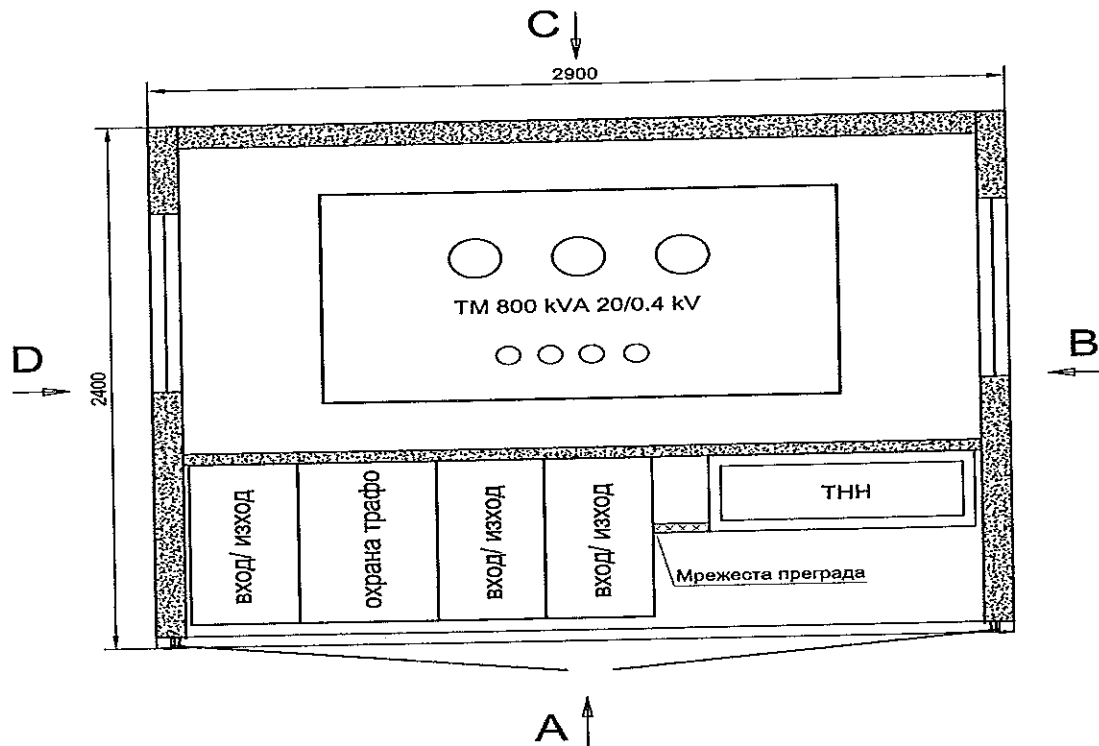 C
2900
TM 800 kVA 20/0.4 kV
D
B
2400
вход/ изход
охрана трафо
вход/ изход
вход/ изход
ТНН
Мрежеста преграда
A